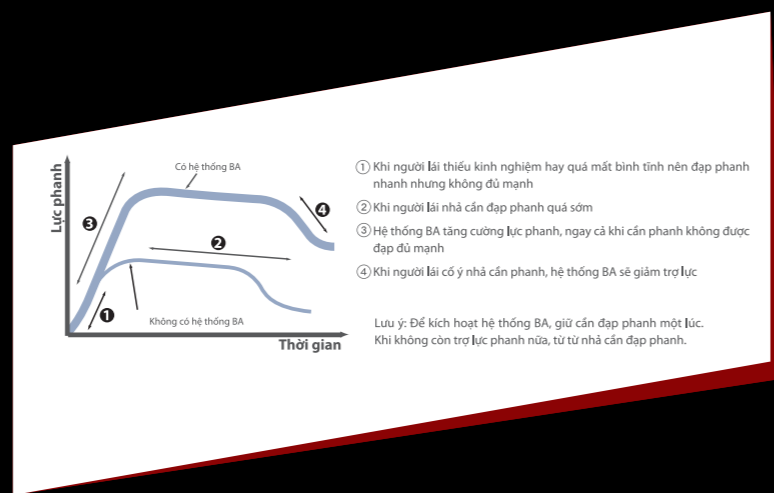 Lực phanh
Có hệ thống BA
❸
❹
❷
❶
Không có hệ thống BA
Thời gian
① Khi người lái thiếu kinh nghiệm hay quá mất bình tĩnh nên đạp phanh
nhanh nhưng không đủ mạnh
② Khi người lái nhả cần đạp phanh quá sớm
③ Hệ thống BA tăng cường lực phanh, ngay cả khi cần phanh không được
đạp đủ mạnh
④ Khi người lái cố ý nhả cần phanh, hệ thống BA sẽ giảm trợ lực
Lưu ý: Để kích hoạt hệ thống BA, giữ cần đạp phanh một lúc.
Khi không còn trợ lực phanh nữa, từ từ nhả cần đạp phanh.